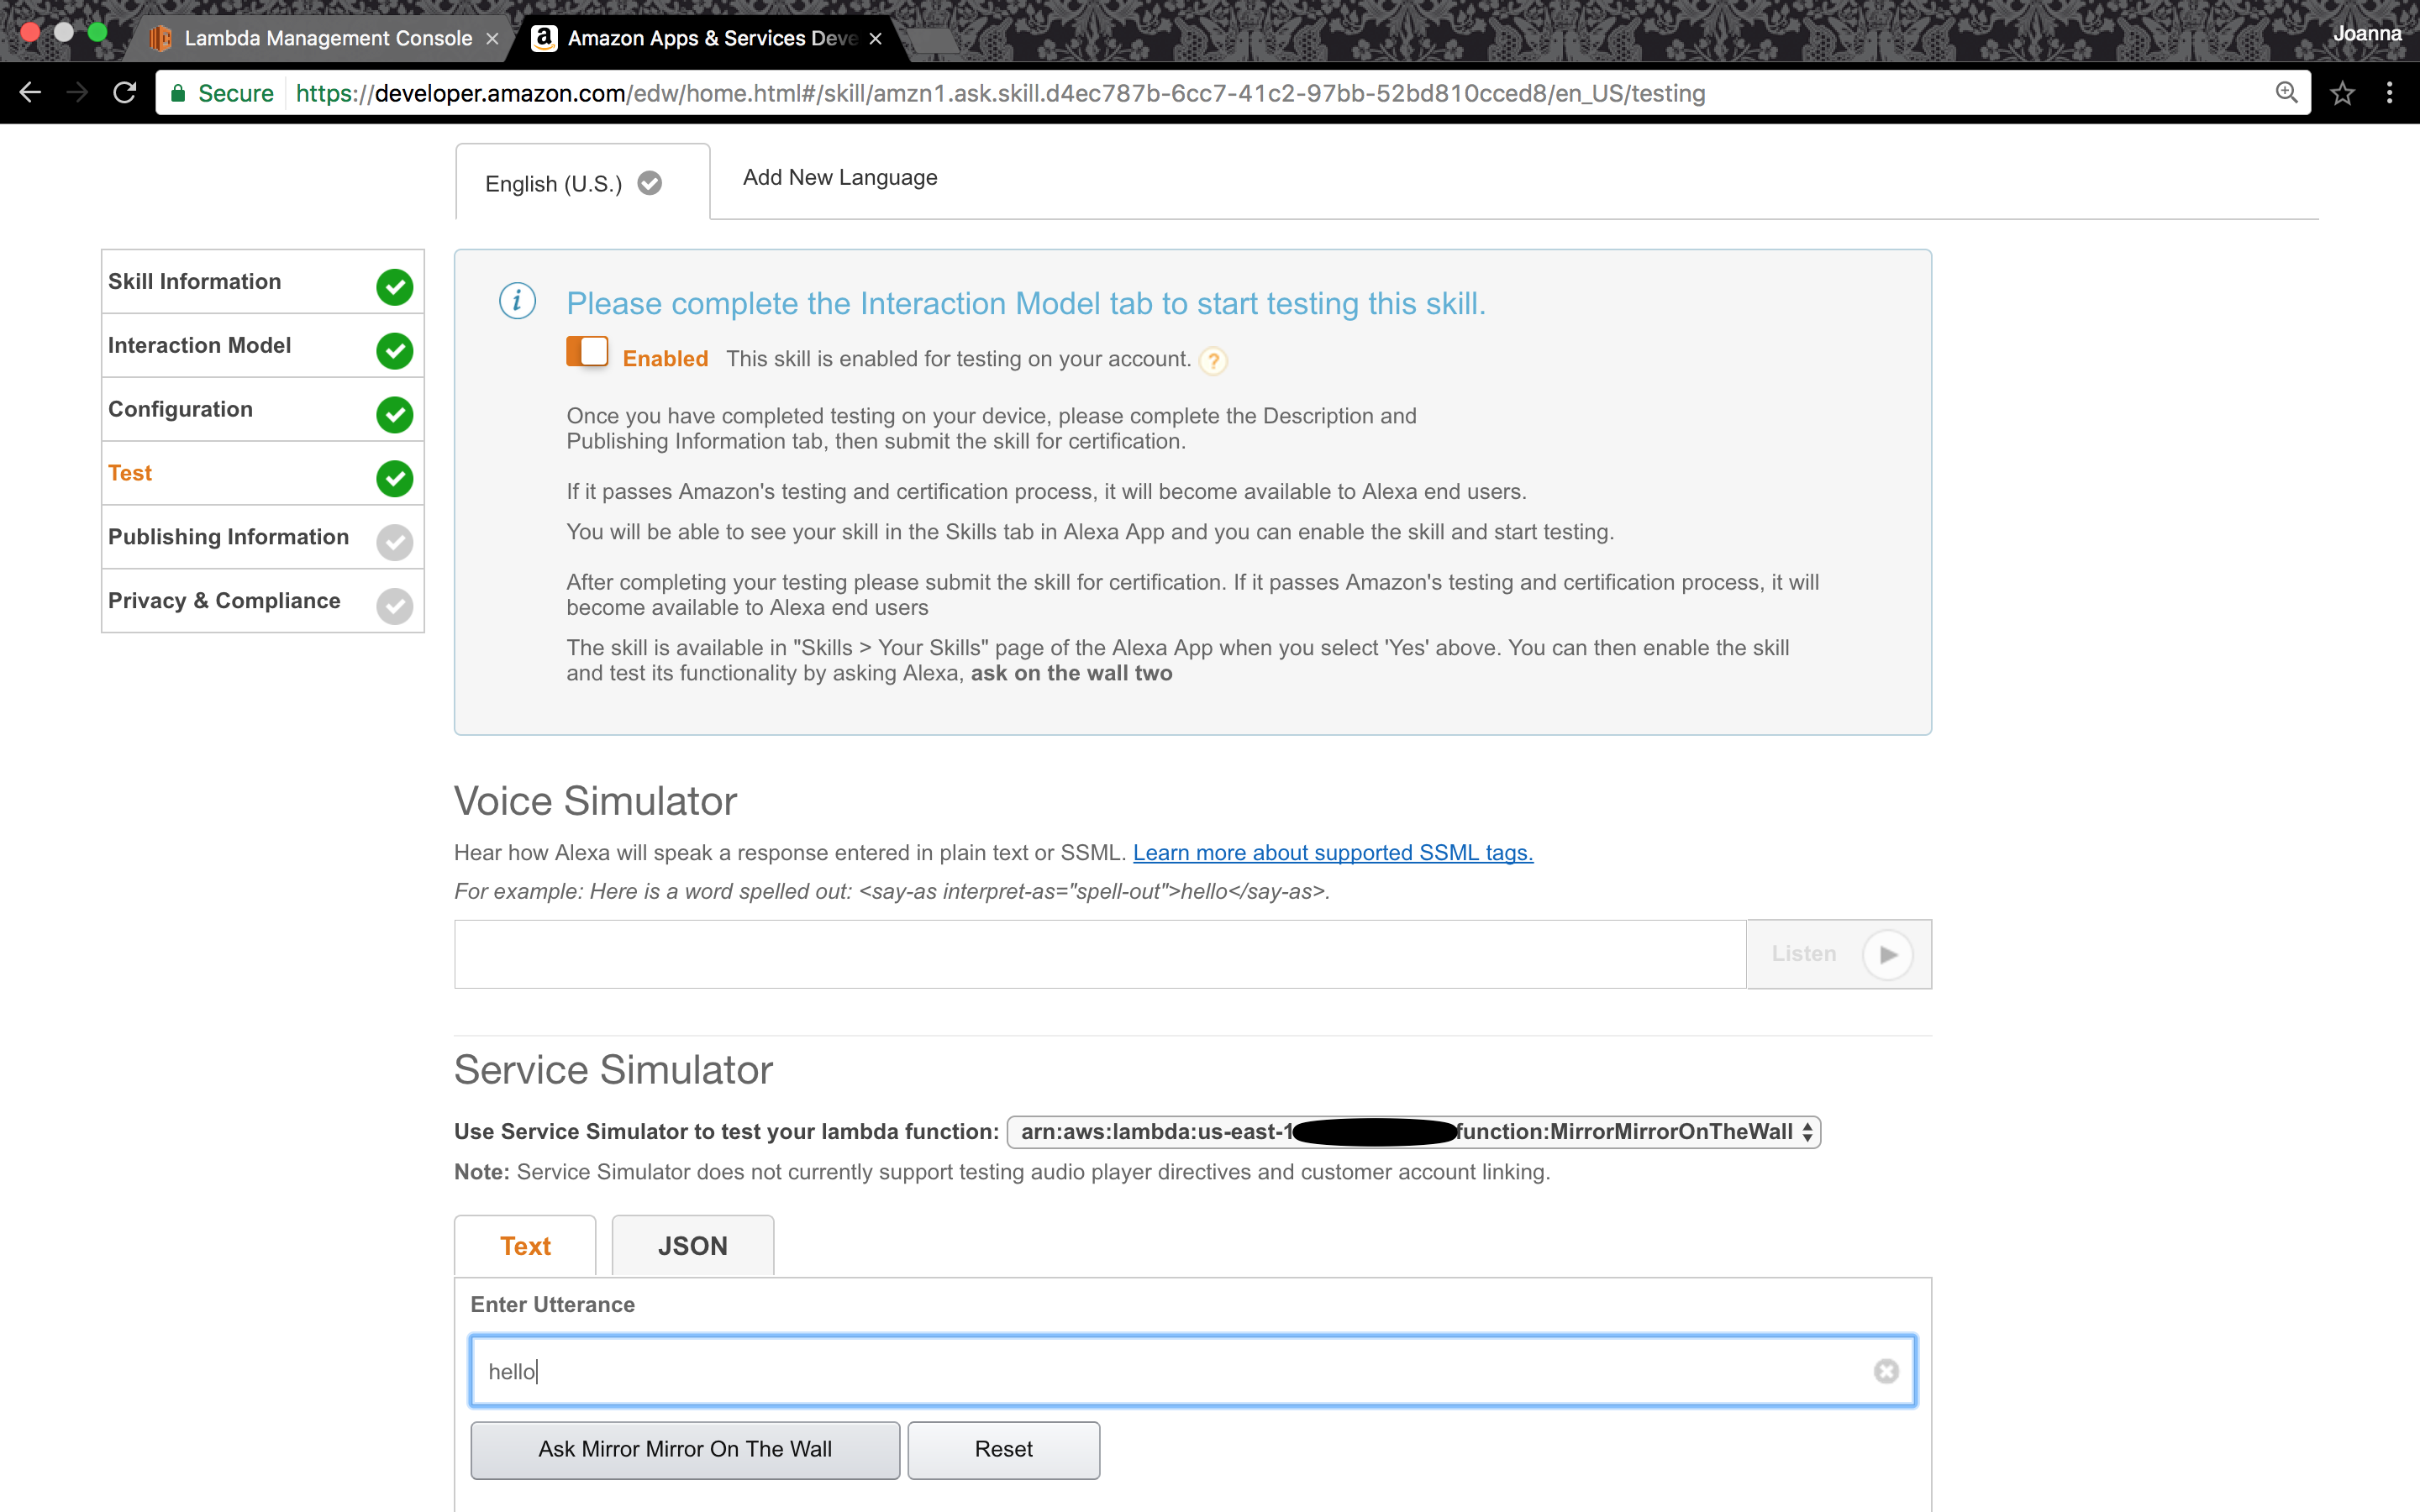 Lambda Management Console
Amazon Apps & Services Deve
Joanna
Secure https://developer.amazon.com/edw/home.html#/skill/amzn1.ask.skill.d4ec787b-6cc7-41c2-97bb-52bd810cced8/en_US/testing
English (U.S.)
Add New Language
Skill Information
Interaction Model
Configuration
Test
Publishing Information
Privacy & Compliance
Please complete the Interaction Model tab to start testing this skill.
Enabled This skill is enabled for testing on your account. ?
Once you have completed testing on your device, please complete the Description and
Publishing Information tab, then submit the skill for certification.
If it passes Amazon's testing and certification process, it will become available to Alexa end users.
You will be able to see your skill in the Skills tab in Alexa App and you can enable the skill and start testing.
After completing your testing please submit the skill for certification. If it passes Amazon's testing and certification process, it will
become available to Alexa end users
The skill is available in "Skills > Your Skills" page of the Alexa App when you select 'Yes' above. You can then enable the skill
and test its functionality by asking Alexa, ask on the wall two
Voice Simulator
Hear how Alexa will speak a response entered in plain text or SSML. Learn more about supported SSML tags.
For example: Here is a word spelled out: <say-as interpret-as="spell-out">hello</say-as>.
Listen
Service Simulator
Use Service Simulator to test your lambda function: arn:aws:lambda:us-east-1 function:MirrorMirrorOnTheWall
Note: Service Simulator does not currently support testing audio player directives and customer account linking.
Text
JSON
Enter Utterance
hello
Ask Mirror Mirror On The Wall
Reset